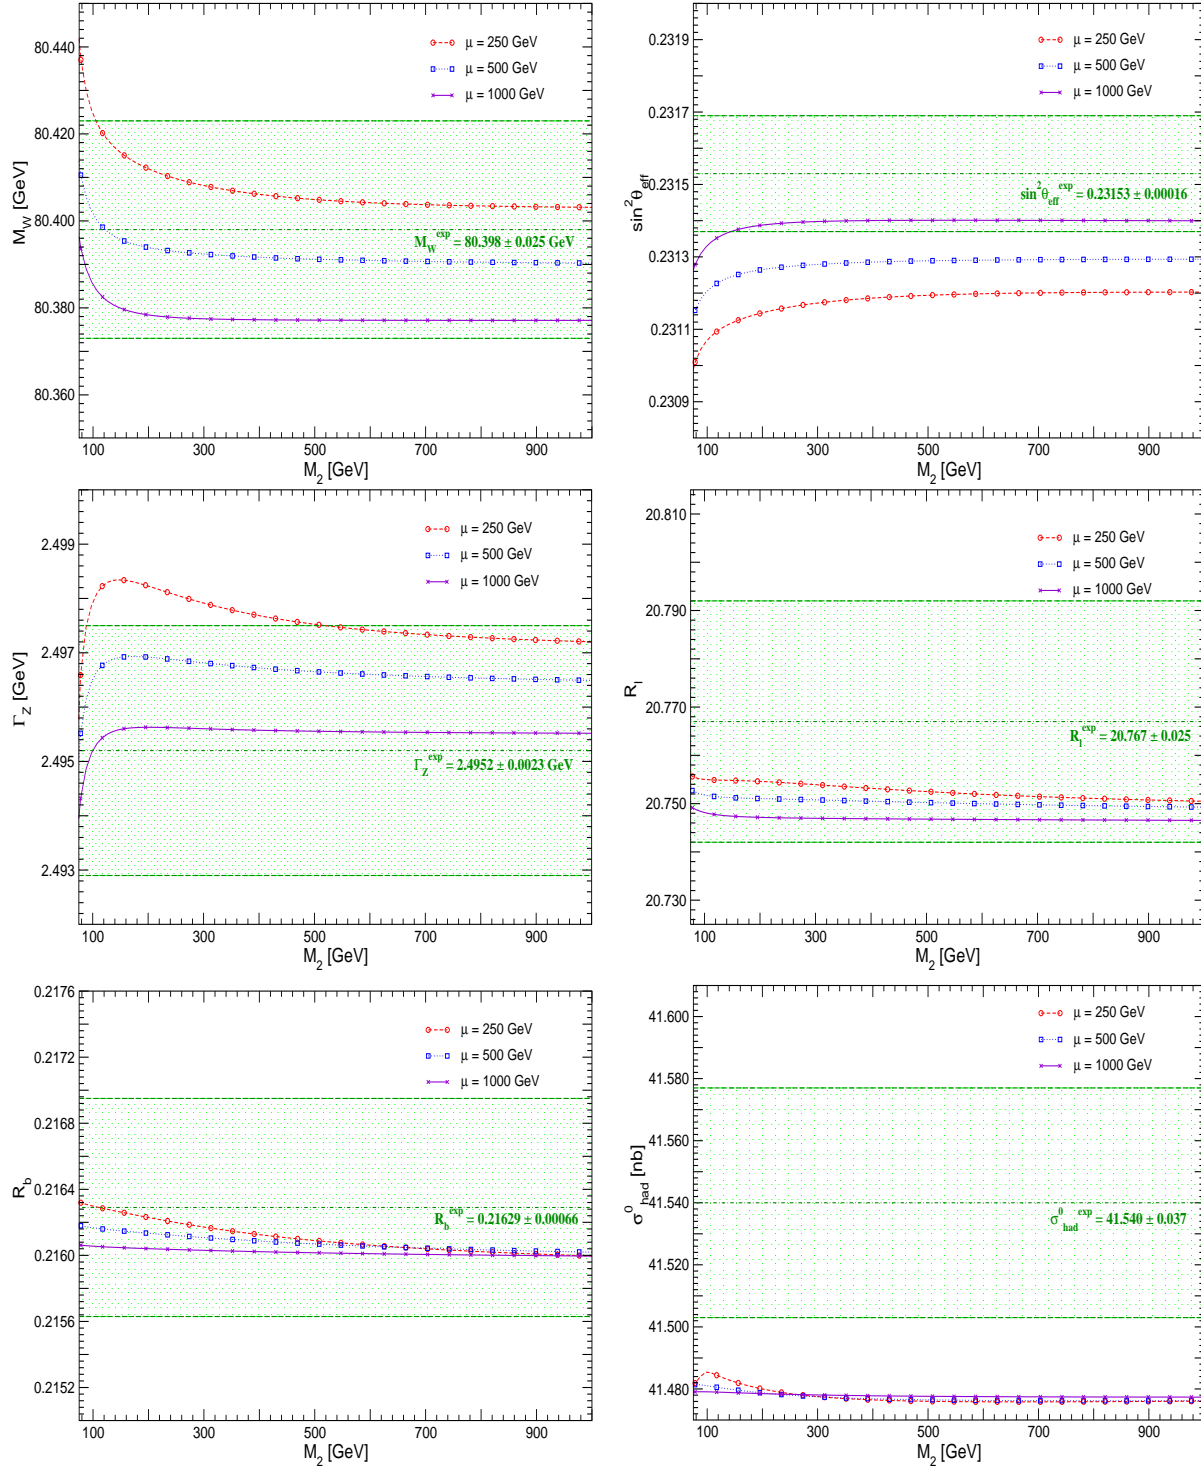 80.440
80.420
80.400
80.380
80.360
M_W [GeV]
μ = 250 GeV
μ = 500 GeV
μ = 1000 GeV
M_W^exp = 80.398 ± 0.025 GeV
100 300 500 700 900
M_2 [GeV]
0.2319
0.2317
0.2315
0.2313
0.2311
0.2309
sin²θ_eff
μ = 250 GeV
μ = 500 GeV
μ = 1000 GeV
sin²θ_eff^exp = 0.23153 ± 0.00016
100 300 500 700 900
M_2 [GeV]
2.499
2.497
2.495
2.493
Γ_Z [GeV]
μ = 250 GeV
μ = 500 GeV
μ = 1000 GeV
Γ_Z^exp = 2.4952 ± 0.0023 GeV
100 300 500 700 900
M_2 [GeV]
20.810
20.790
20.770
20.750
20.730
R_l
μ = 250 GeV
μ = 500 GeV
μ = 1000 GeV
R_l^exp = 20.767 ± 0.025
100 300 500 700 900
M_2 [GeV]
0.2176
0.2172
0.2168
0.2164
0.2160
0.2156
0.2152
R_b
μ = 250 GeV
μ = 500 GeV
μ = 1000 GeV
R_b^exp = 0.21629 ± 0.00066
100 300 500 700 900
M_2 [GeV]
41.600
41.580
41.560
41.540
41.520
41.500
41.480
σ^0_had [nb]
μ = 250 GeV
μ = 500 GeV
μ = 1000 GeV
σ^0_had^exp = 41.540 ± 0.037
100 300 500 700 900
M_2 [GeV]